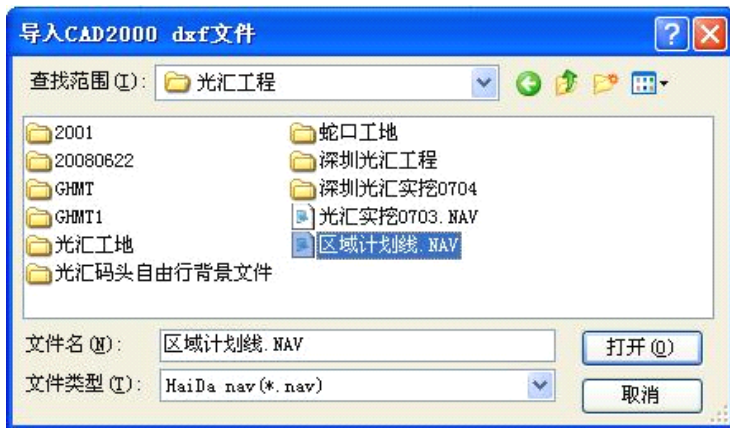 导入CAD2000 dxf文件
查找范围(I): 光汇工程
2001
20080622
GHMT
GHMT1
光汇工地
光汇码头自由行背景文件
蛇口工地
深圳光汇工程
深圳光汇实挖0704
光汇实挖0703.NAV
区域计划线.NAV
文件名(N): 区域计划线.NAV
打开(O)
文件类型(T): HaiDa nav(*.nav)
取消